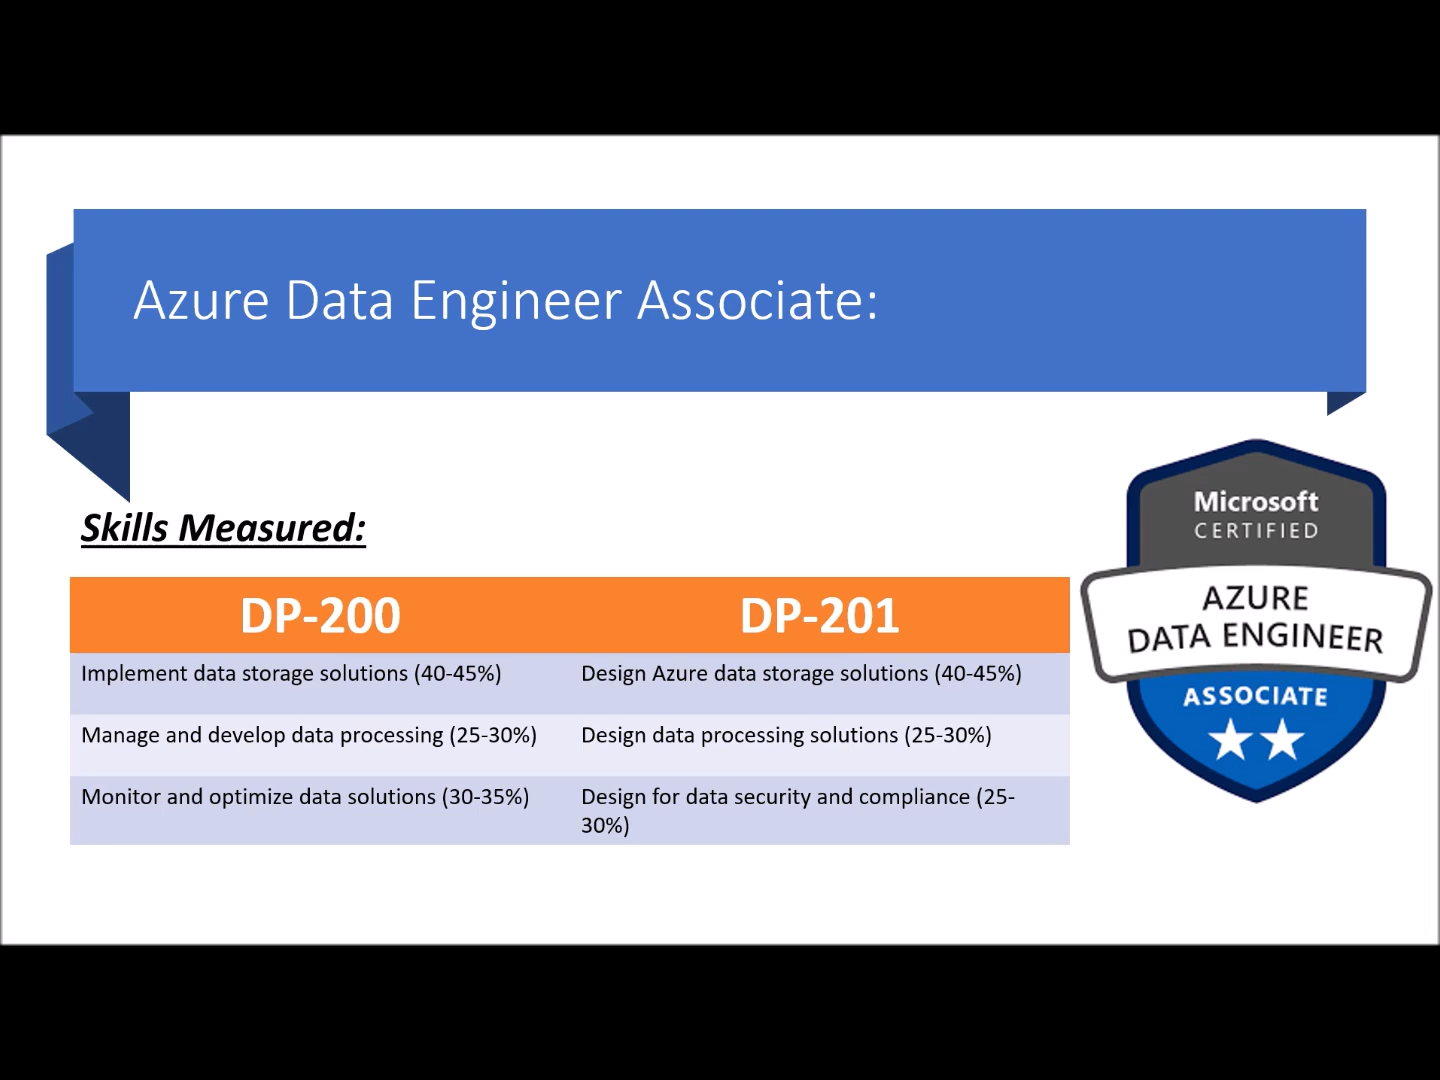 Azure Data Engineer Associate:
Skills Measured:
DP-200 DP-201
Implement data storage solutions (40-45%) Design Azure data storage solutions (40-45%)
Manage and develop data processing (25-30%) Design data processing solutions (25-30%)
Monitor and optimize data solutions (30-35%) Design for data security and compliance (25-
30%)
Microsoft
CERTIFIED
AZURE
DATA ENGINEER
ASSOCIATE